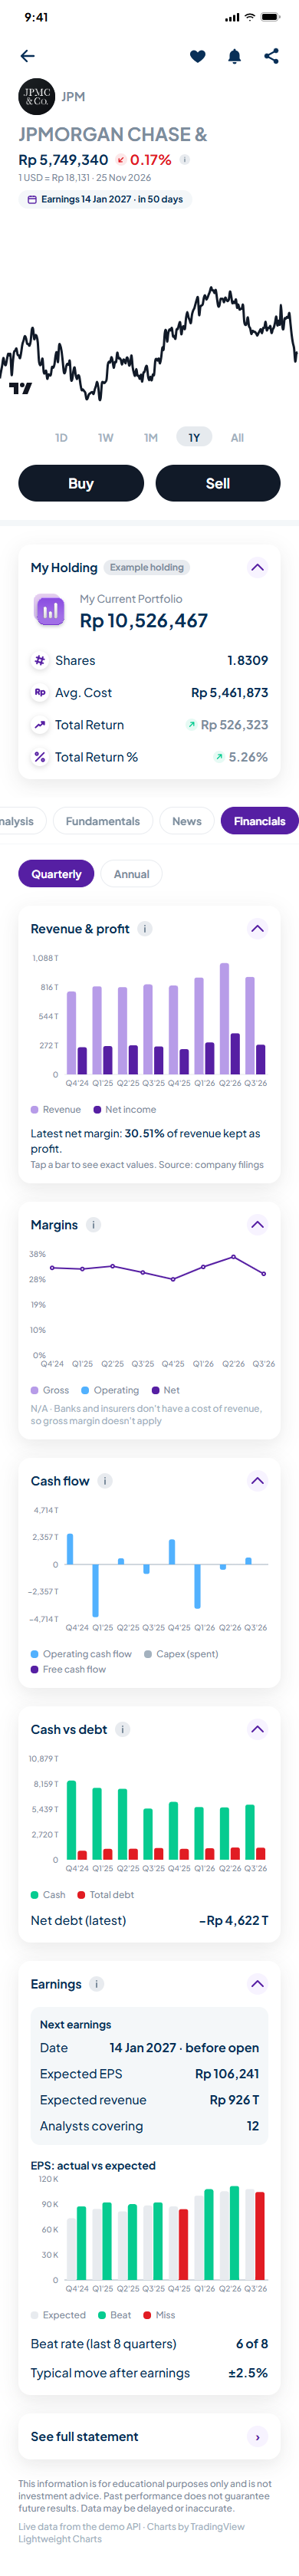 9:41
JPMC
& CO.
JPM
JPMORGAN CHASE &
Rp 5,749,340 0.17% i
1 USD = Rp 18,131 · 25 Nov 2026
Earnings 14 Jan 2027 · in 50 days
1D 1W 1M 1Y All
Buy Sell
My Holding Example holding
My Current Portfolio
Rp 10,526,467
Shares 1.8309
Rp Avg. Cost Rp 5,461,873
Total Return Rp 526,323
Total Return % 5.26%
nalysis Fundamentals News Financials
Quarterly Annual
Revenue & profit i
1,088 T
816 T
544 T
272 T
0
Q4'24 Q1'25 Q2'25 Q3'25 Q4'25 Q1'26 Q2'26 Q3'26
Revenue Net income
Latest net margin: 30.51% of revenue kept as
profit.
Tap a bar to see exact values. Source: company filings
Margins i
38%
28%
19%
10%
0%
Q4'24 Q1'25 Q2'25 Q3'25 Q4'25 Q1'26 Q2'26 Q3'26
Gross Operating Net
N/A · Banks and insurers don't have a cost of revenue,
so gross margin doesn't apply
Cash flow i
4,714 T
2,357 T
0
-2,357 T
-4,714 T
Q4'24 Q1'25 Q2'25 Q3'25 Q4'25 Q1'26 Q2'26 Q3'26
Operating cash flow Capex (spent)
Free cash flow
Cash vs debt i
10,879 T
8,159 T
5,439 T
2,720 T
0
Q4'24 Q1'25 Q2'25 Q3'25 Q4'25 Q1'26 Q2'26 Q3'26
Cash Total debt
Net debt (latest) -Rp 4,622 T
Earnings i
Next earnings
Date 14 Jan 2027 · before open
Expected EPS Rp 106,241
Expected revenue Rp 926 T
Analysts covering 12
EPS: actual vs expected
120 K
90 K
60 K
30 K
0
Q4'24 Q1'25 Q2'25 Q3'25 Q4'25 Q1'26 Q2'26 Q3'26
Expected Beat Miss
Beat rate (last 8 quarters) 6 of 8
Typical move after earnings ±2.5%
See full statement ›
This information is for educational purposes only and is not
investment advice. Past performance does not guarantee
future results. Data may be delayed or inaccurate.
Live data from the demo API · Charts by TradingView
Lightweight Charts